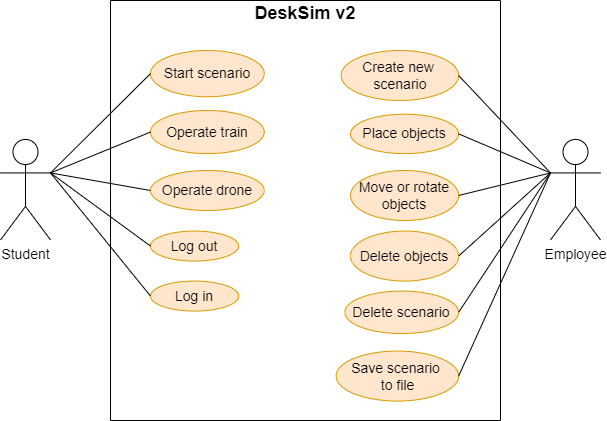 DeskSim v2
Start scenario
Operate train
Operate drone
Log out
Log in
Create new
scenario
Place objects
Move or rotate
objects
Delete objects
Delete scenario
Save scenario
to file
Student
Employee